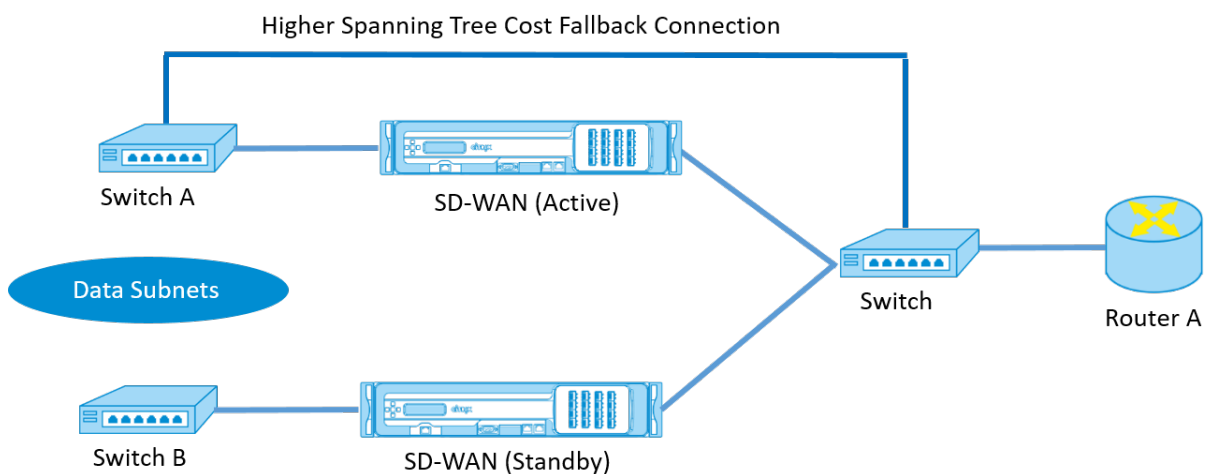 Higher Spanning Tree Cost Fallback Connection
Switch A
SD-WAN (Active)
Data Subnets
Switch
Router A
Switch B
SD-WAN (Standby)